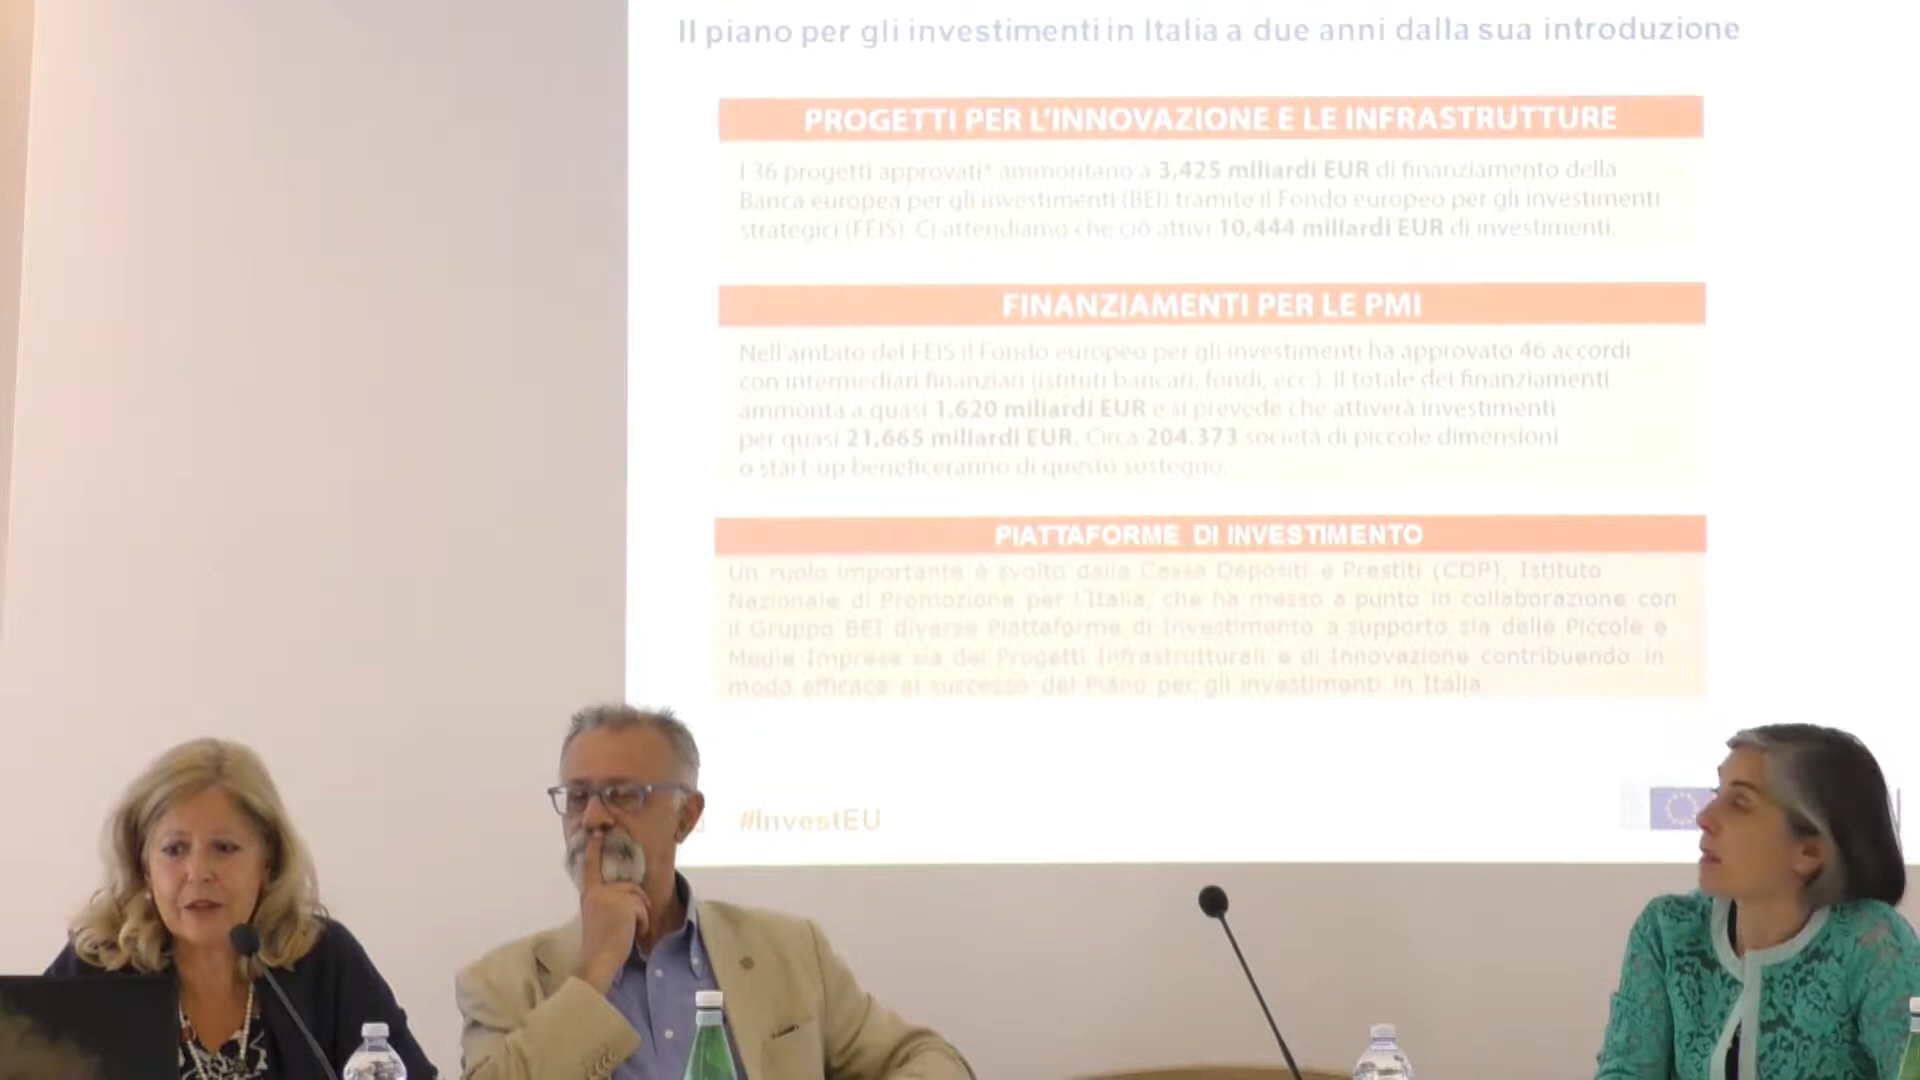 Il piano per gli investimenti in Italia a due anni dalla sua introduzione
PROGETTI PER L'INNOVAZIONE E LE INFRASTRUTTURE
I 36 progetti approvati* ammontano a 3,425 miliardi EUR di finanziamento della
Banca europea per gli investimenti (BEI) tramite il Fondo europeo per gli investimenti
strategici (FEIS). Ci attendiamo che ciò attivi 10,444 miliardi EUR di investimenti.
FINANZIAMENTI PER LE PMI
Nell'ambito del FEIS il Fondo europeo per gli investimenti ha approvato 46 accordi
con intermediari finanziari (istituti bancari, fondi, ecc.). Il totale dei finanziamenti
ammonta a quasi 1,620 miliardi EUR e si prevede che attiverà investimenti
per quasi 21,665 miliardi EUR. Circa 204.373 società di piccole dimensioni
o start-up beneficeranno di questo sostegno.
PIATTAFORME DI INVESTIMENTO
Un ruolo importante è svolto dalla Cassa Depositi e Prestiti (CDP), Istituto
Nazionale di Promozione per l'Italia, che ha messo a punto in collaborazione con
il Gruppo BEI diverse Piattaforme di Investimento a supporto sia delle Piccole e
Medie Imprese sia dei Progetti Infrastrutturali e di Innovazione contribuendo in
modo efficace al successo del Piano per gli investimenti in Italia.
#InvestEU